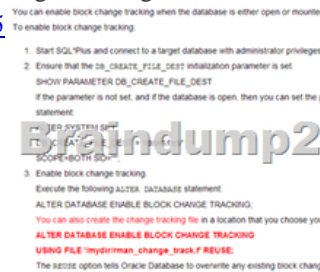 You can enable block change tracking when the database is either open or mounte
To enable block change tracking:
1. Start SQL*Plus and connect to a target database with administrator privileges
2. Ensure that the DB_CREATE_FILE_DEST initialization parameter is set.
SHOW PARAMETER DB_CREATE_FILE_DEST
If the parameter is not set, and if the database is open, then you can set the p
statement:
ALTER SYSTEM SET
Braindump2
SCOPE=BOTH SID=
3. Enable block change tracking.
Execute the following ALTER DATABASE statement:
ALTER DATABASE ENABLE BLOCK CHANGE TRACKING;
You can also create the change tracking file in a location that you choose you
ALTER DATABASE ENABLE BLOCK CHANGE TRACKING
USING FILE '/mydir/rman_change_track.f' REUSE;
The REUSE option tells Oracle Database to overwrite any existing block chang